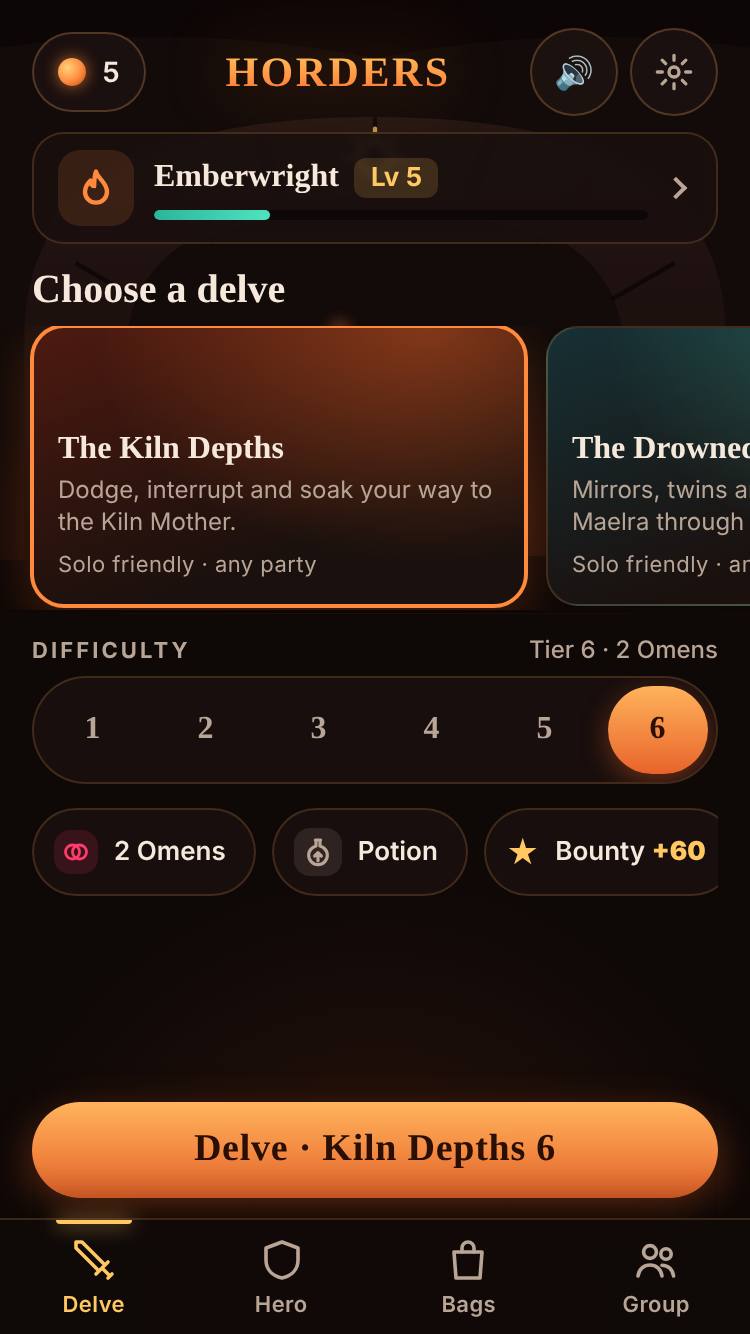 5
HORDERS
Emberwright
Lv 5
Choose a delve
The Kiln Depths
Dodge, interrupt and soak your way to
the Kiln Mother.
Solo friendly · any party
The Drowned
Mirrors, twins
Maelra through
Solo friendly ·
DIFFICULTY
Tier 6 · 2 Omens
1 2 3 4 5 6
2 Omens
Potion
Bounty +60
Delve · Kiln Depths 6
Delve
Hero
Bags
Group